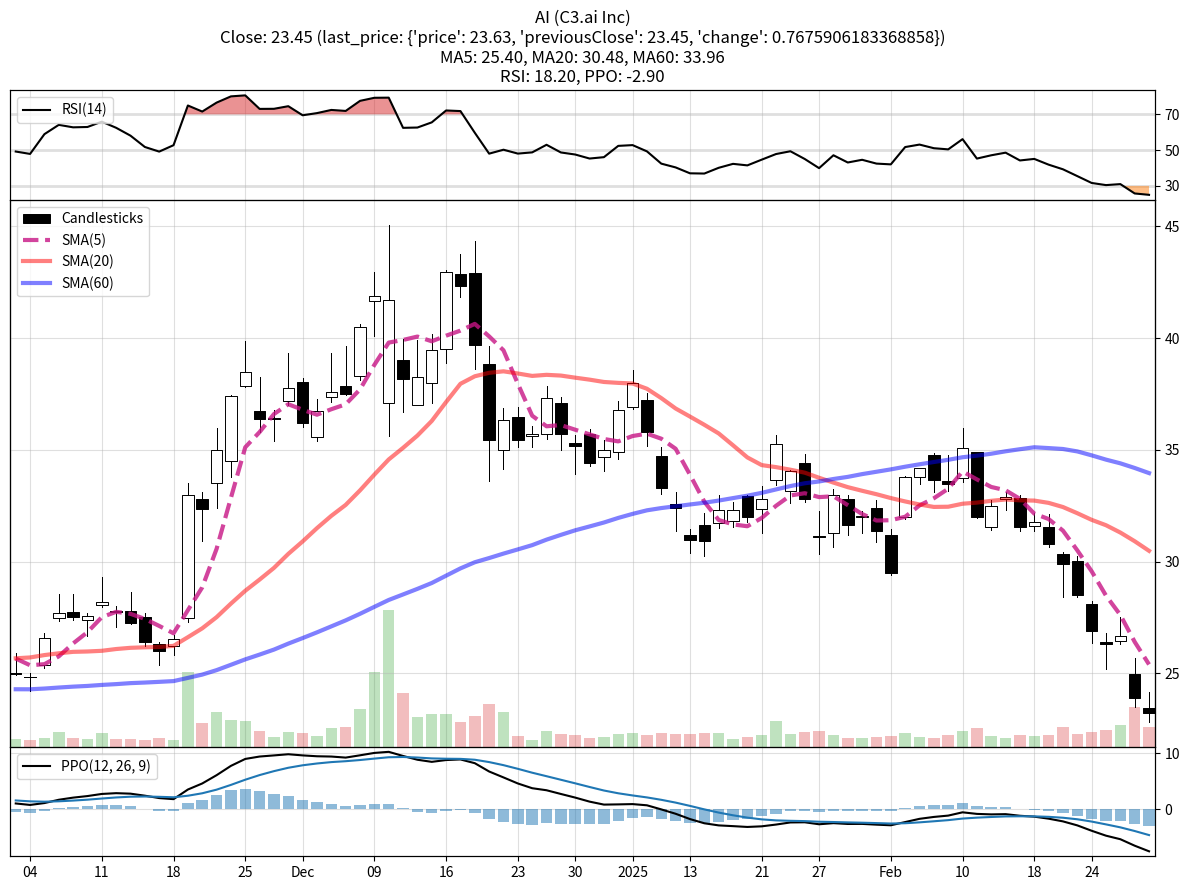 AI (C3.ai Inc)
Close: 23.45 (last_price: {'price': 23.63, 'previousClose': 23.45, 'change': 0.7675906183368858})
MA5: 25.40, MA20: 30.48, MA60: 33.96
RSI: 18.20, PPO: -2.90
RSI(14)
70
50
30
Candlesticks
SMA(5)
SMA(20)
SMA(60)
45
40
35
30
25
PPO(12, 26, 9)
10
0
04 11 18 25 Dec 09 16 23 30 2025 13 21 27 Feb 10 18 24